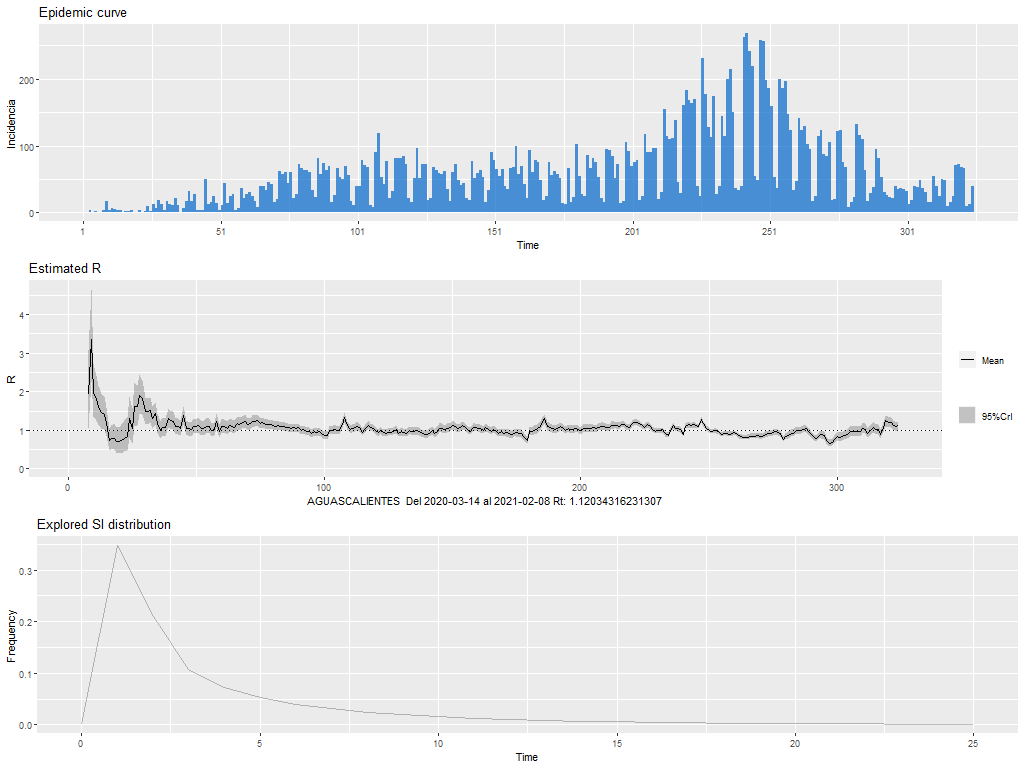 Epidemic curve
Incidencia
200
100
0
1
51
101
151
201
251
301
Time
Estimated R
R
4
3
2
1
0
0
100
200
300
AGUASCALIENTES Del 2020-03-14 al 2021-02-08 Rt: 1.12034316231307
Mean
95%CrI
Explored SI distribution
Frequency
0.3
0.2
0.1
0.0
0
5
10
15
20
25
Time